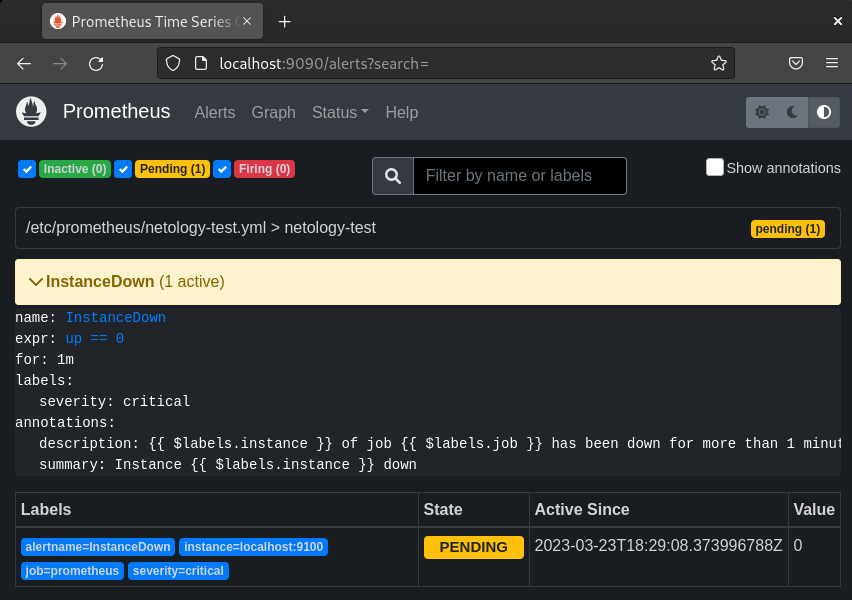 Prometheus Time Series
localhost:9090/alerts?search=
Prometheus Alerts Graph Status Help
Inactive (0) Pending (1) Firing (0) Filter by name or labels Show annotations
/etc/prometheus/netology-test.yml > netology-test pending (1)
InstanceDown (1 active)
name: InstanceDown
expr: up == 0
for: 1m
labels:
severity: critical
annotations:
description: {{ $labels.instance }} of job {{ $labels.job }} has been down for more than 1 minut
summary: Instance {{ $labels.instance }} down
Labels State Active Since Value
alertname=InstanceDown instance=localhost:9100 PENDING 2023-03-23T18:29:08.373996788Z 0
job=prometheus severity=critical